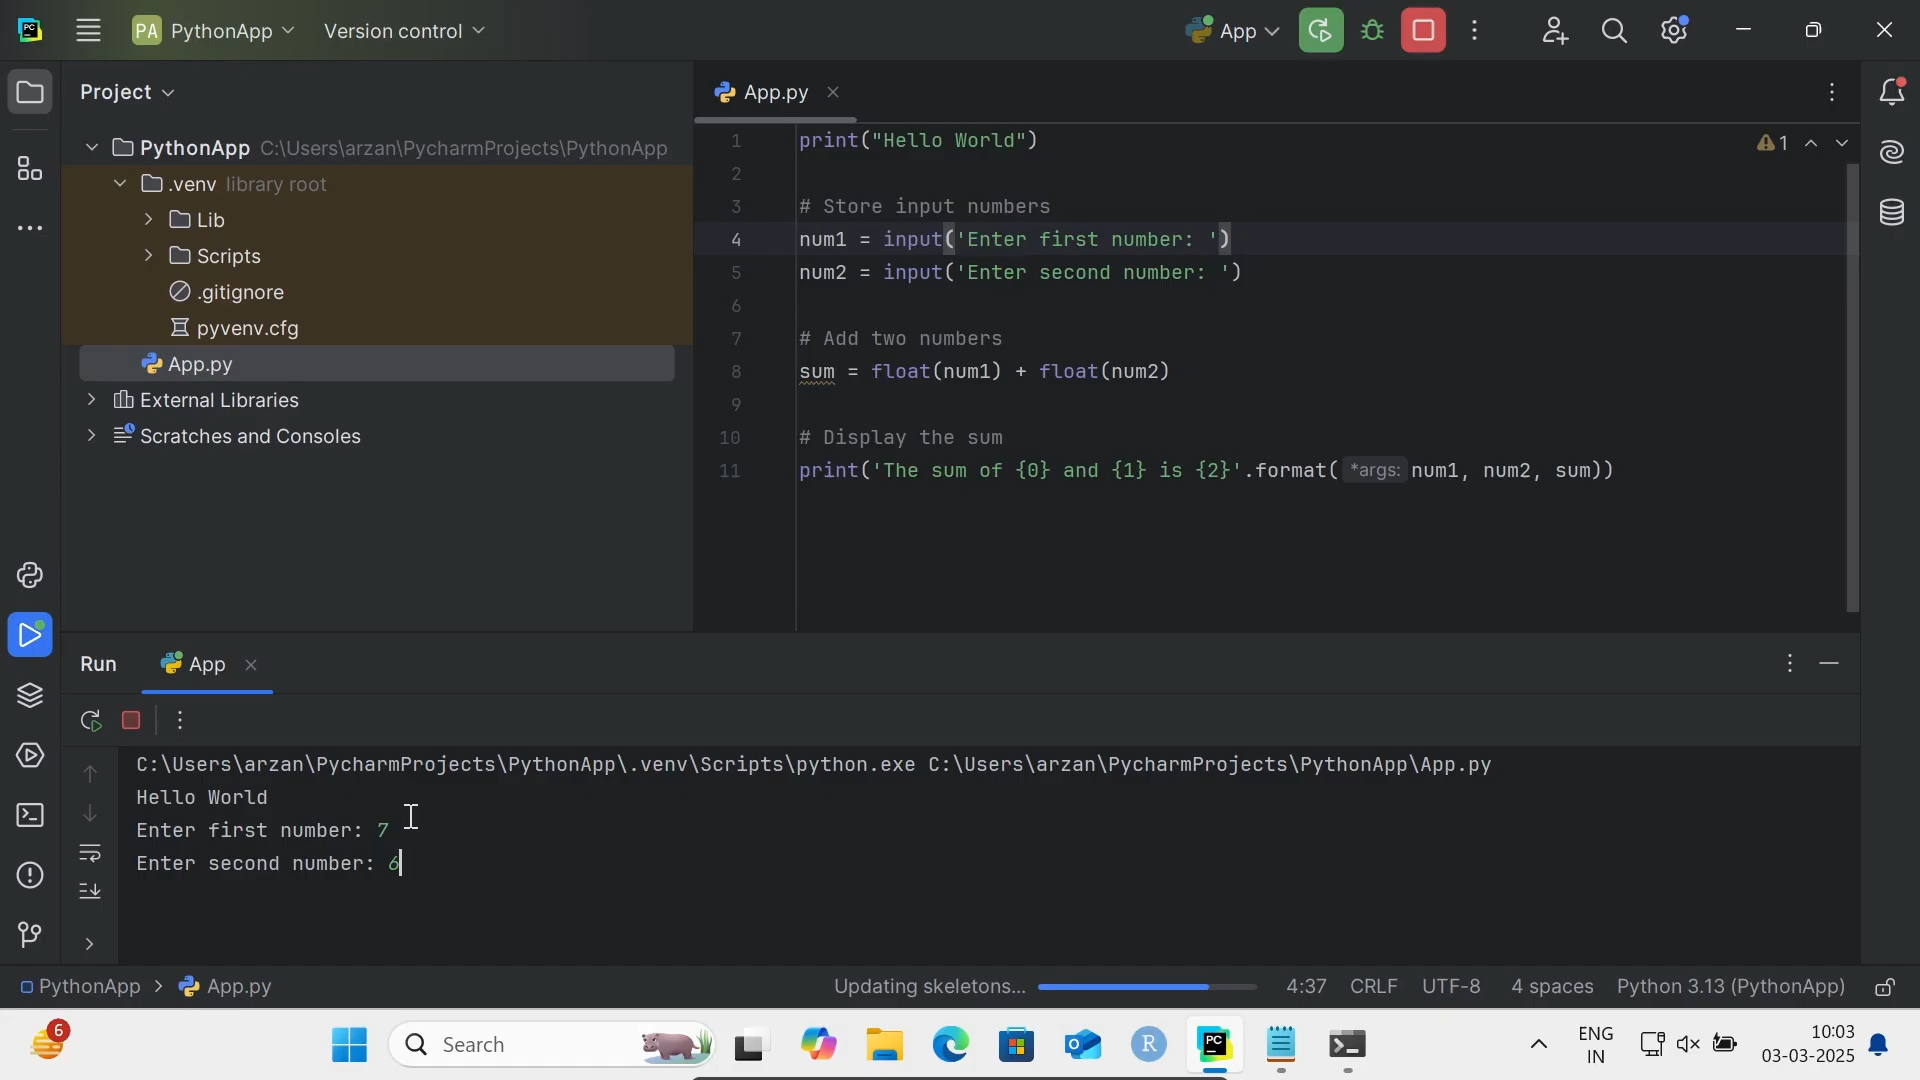 PA PythonApp Version control App
Project
App.py
PythonApp C:\Users\arzan\PycharmProjects\PythonApp
.venv library root
Lib
Scripts
.gitignore
pyvenv.cfg
App.py
External Libraries
Scratches and Consoles
1 print("Hello World")
1
2
3 # Store input numbers
4 num1 = input('Enter first number: ')
5 num2 = input('Enter second number: ')
6
7 # Add two numbers
8 sum = float(num1) + float(num2)
9
10 # Display the sum
11 print('The sum of {0} and {1} is {2}'.format( *args: num1, num2, sum))
Run App
C:\Users\arzan\PycharmProjects\PythonApp\.venv\Scripts\python.exe C:\Users\arzan\PycharmProjects\PythonApp\App.py
Hello World
Enter first number: 7
Enter second number: 6
PythonApp App.py Updating skeletons... 4:37 CRLF UTF-8 4 spaces Python 3.13 (PythonApp)
6
Search
PC
ENG
IN
10:03
03-03-2025